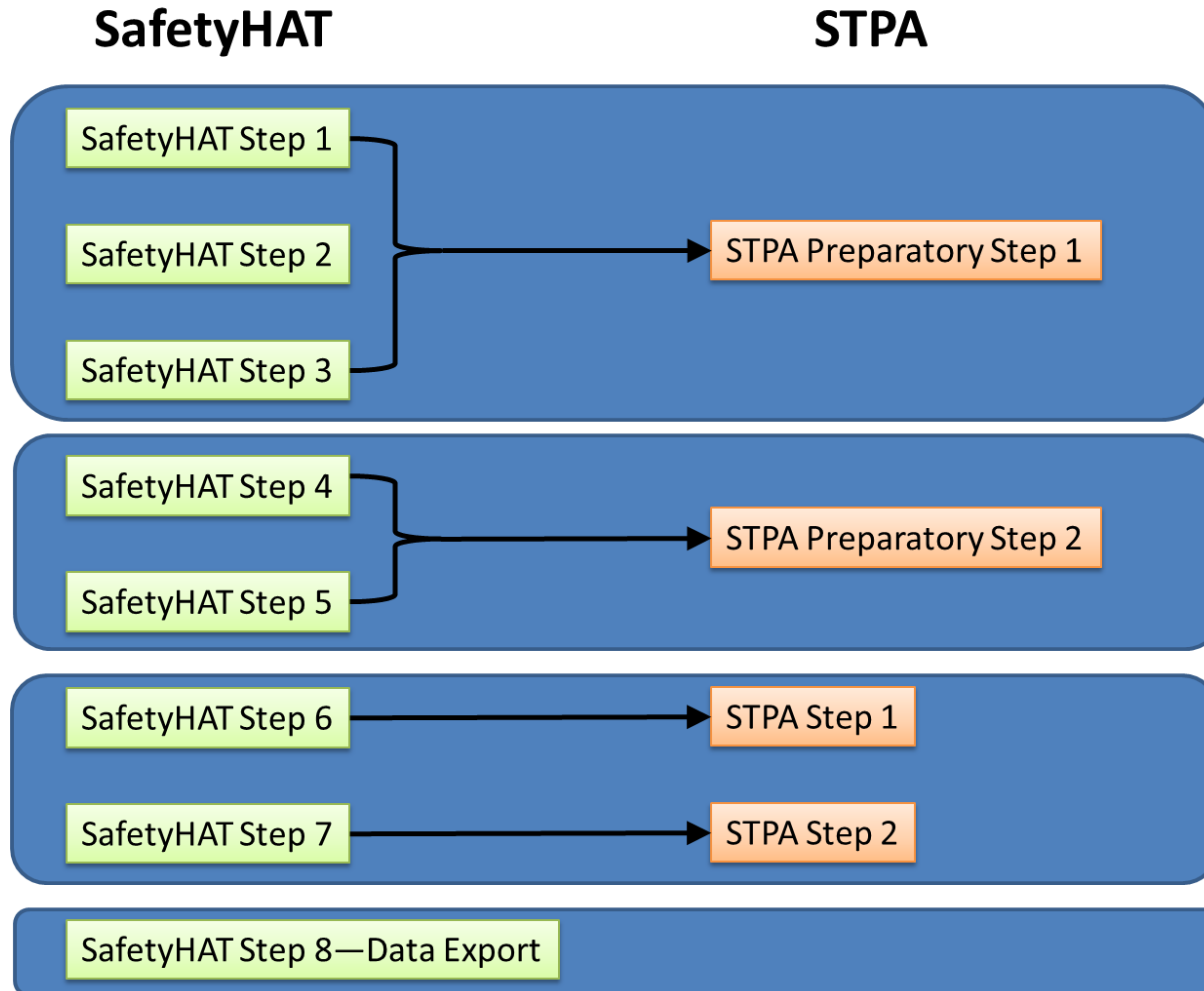 SafetyHAT
STPA
SafetyHAT Step 1
SafetyHAT Step 2
STPA Preparatory Step 1
SafetyHAT Step 3
SafetyHAT Step 4
STPA Preparatory Step 2
SafetyHAT Step 5
SafetyHAT Step 6
STPA Step 1
SafetyHAT Step 7
STPA Step 2
SafetyHAT Step 8—Data Export